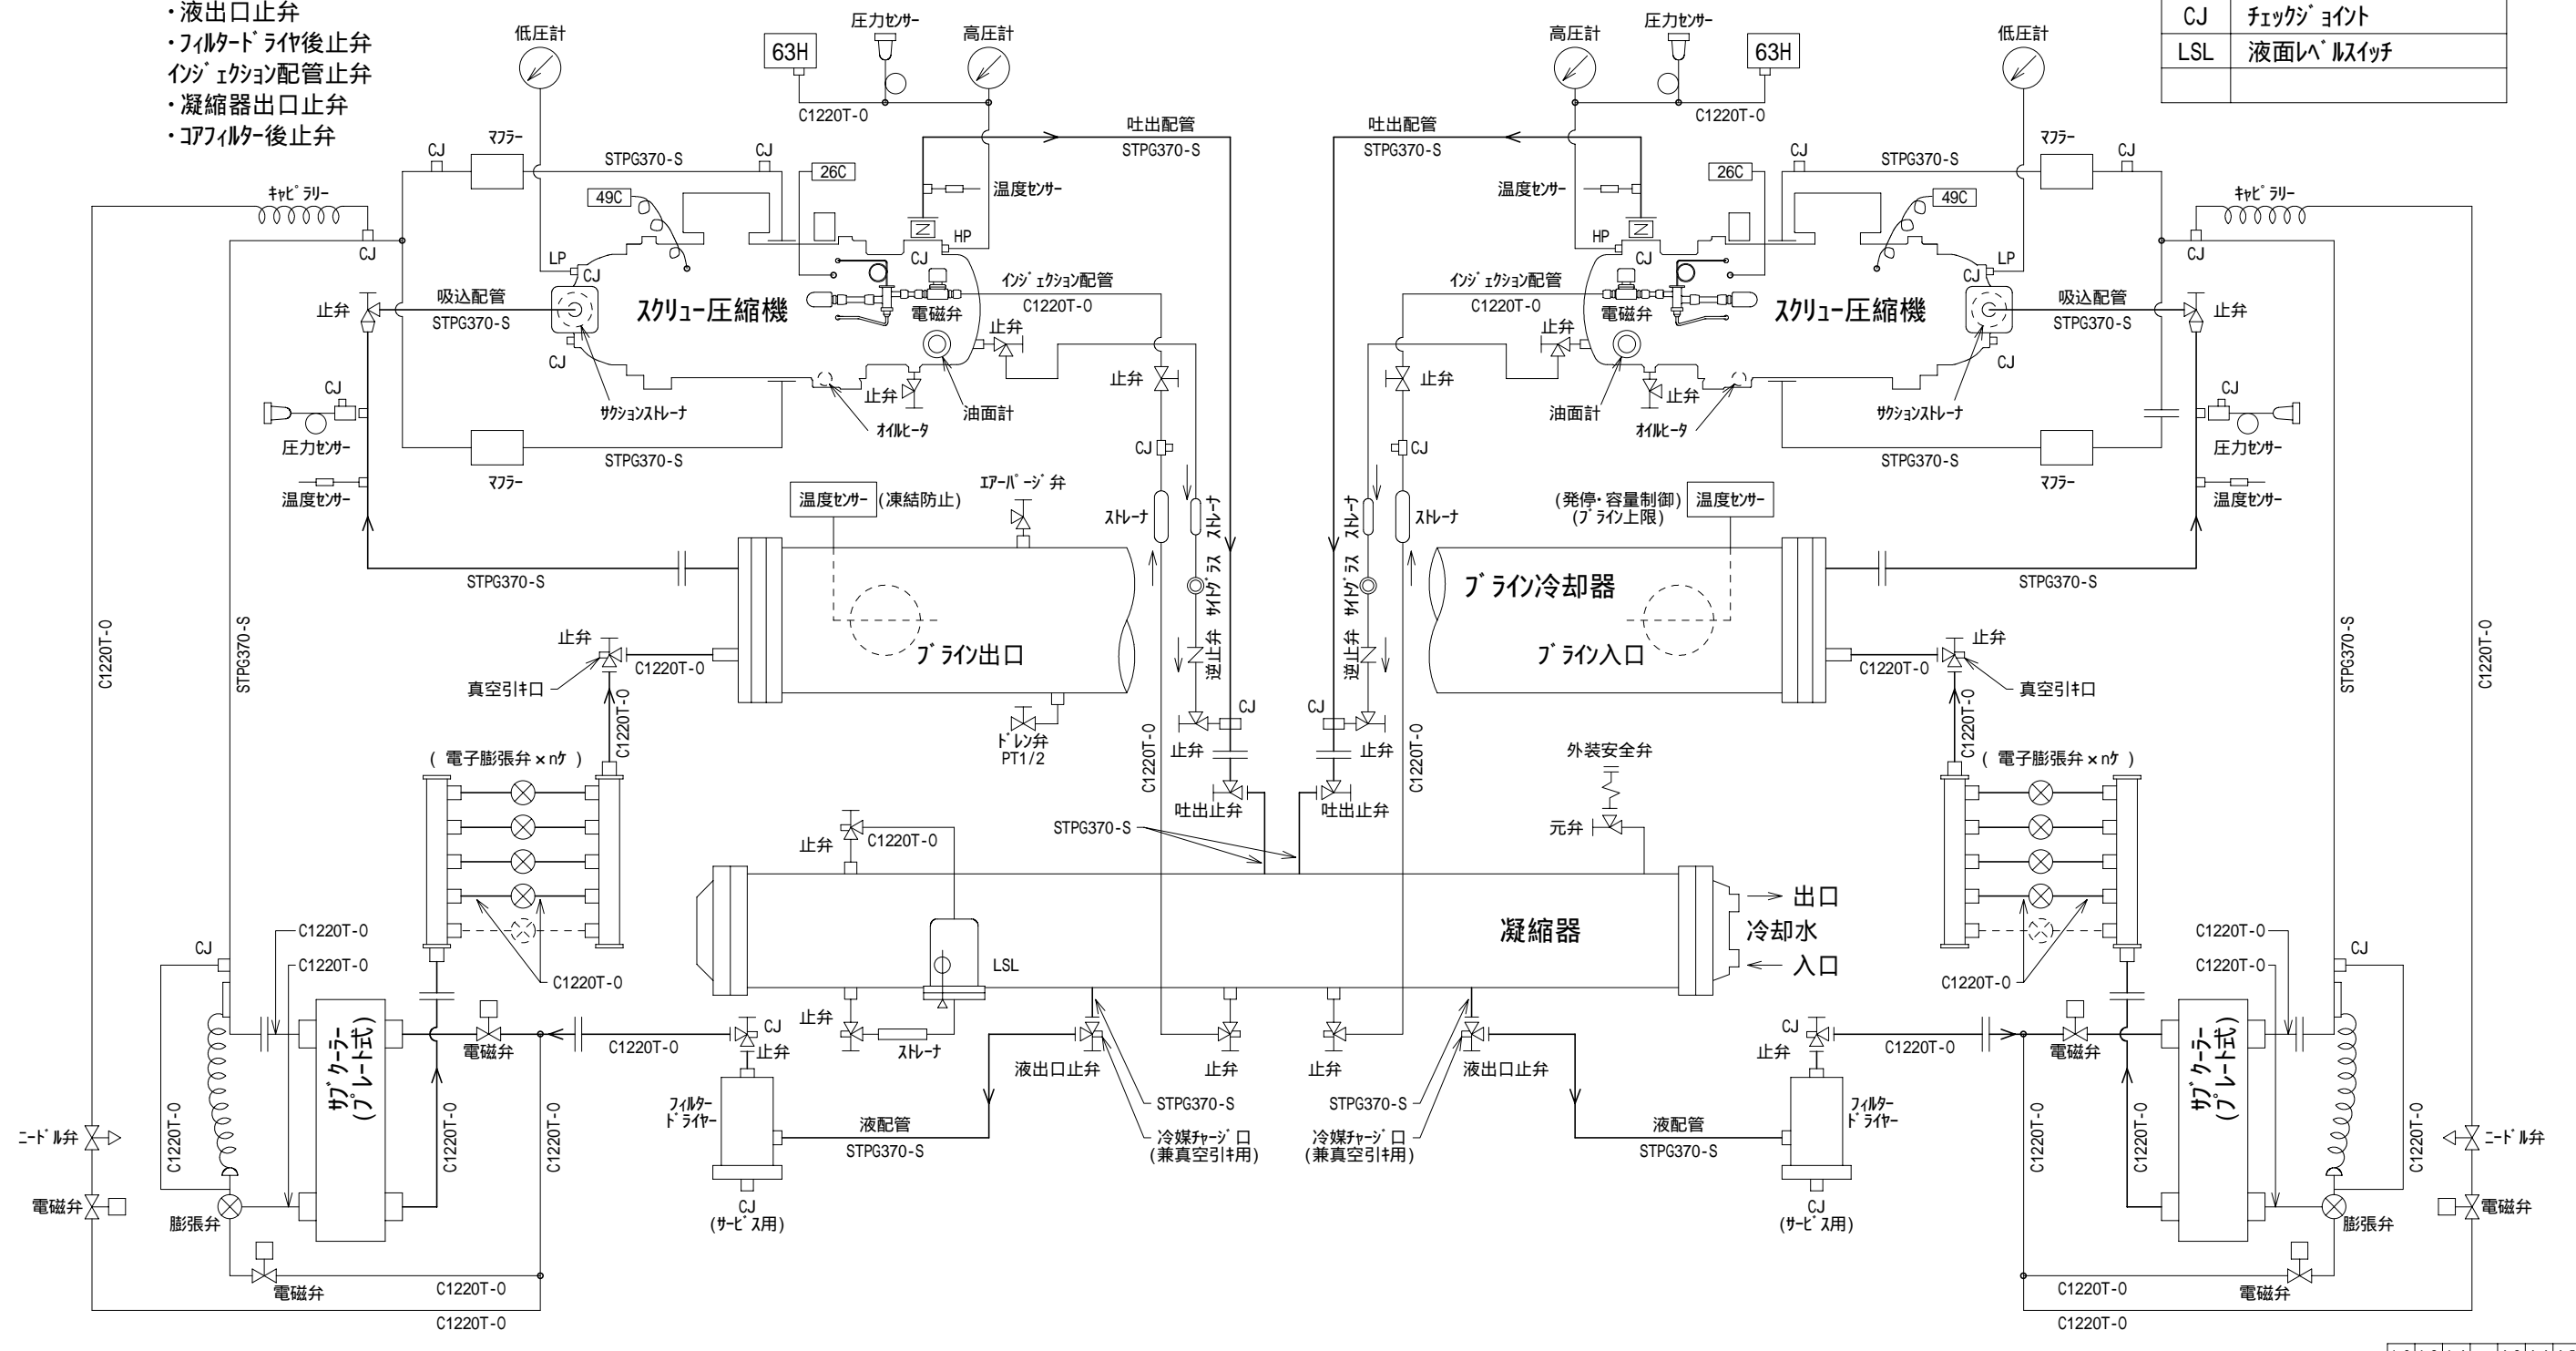 ・液出口止弁
・フィルタードライヤ後止弁
インジェクション配管止弁
・凝縮器出口止弁
・コアフィルター後止弁
CJ チェックジョイント
LSL 液面レベルスイッチ
低圧計
63H
圧力センサー
高圧計
高圧計
圧力センサー
63H
低圧計
C1220T-O
C1220T-O
吐出配管
STPG370-S
吐出配管
STPG370-S
CJ
マフラー
STPG370-S
CJ
26C
温度センサー
温度センサー
26C
CJ
STPG370-S
マフラー
CJ
キャピラリー
49C
49C
キャピラリー
CJ
LP
CJ
CJ
HP
HP
CJ
CJ
LP
CJ
止弁
吸込配管
STPG370-S
スクリュー圧縮機
電磁弁
インジェクション配管
C1220T-O
インジェクション配管
C1220T-O
電磁弁
スクリュー圧縮機
吸込配管
STPG370-S
止弁
CJ
止弁
止弁
CJ
止弁
止弁
CJ
サクションストレーナ
止弁
油面計
オイルヒータ
油面計
止弁
オイルヒータ
サクションストレーナ
CJ
圧力センサー
圧力センサー
マフラー
STPG370-S
CJ
CJ
STPG370-S
マフラー
温度センサー
温度センサー
温度センサー
(凍結防止)
エアーパージ弁
ストレーナ
ストレーナ
ストレーナ
ストレーナ
(発停・容量制御)
(ブライン上限)
温度センサー
STPG370-S
サイトグラス
サイトグラス
ブライン冷却器
STPG370-S
C1220T-O
STPG370-S
止弁
C1220T-O
真空引キ口
ブライン出口
逆止弁
逆止弁
ブライン入口
止弁
C1220T-O
真空引キ口
STPG370-S
C1220T-O
C1220T-O
ドレン弁
PT1/2
C1220T-O
CJ
止弁
CJ
止弁
C1220T-O
外装安全弁
C1220T-O
(電子膨張弁×nケ)
(電子膨張弁×nケ)
吐出止弁
吐出止弁
止弁
C1220T-O
STPG370-S
元弁
凝縮器
出口
冷却水
入口
LSL
CJ
C1220T-O
C1220T-O
C1220T-O
C1220T-O
C1220T-O
C1220T-O
CJ
サブクーラー
(プレート式)
電磁弁
C1220T-O
CJ
止弁
止弁
ストレーナ
液出口止弁
止弁
止弁
液出口止弁
CJ
止弁
C1220T-O
電磁弁
サブクーラー
(プレート式)
フィルター
ドライヤー
液配管
STPG370-S
STPG370-S
冷媒チャージ口
(兼真空引キ用)
STPG370-S
冷媒チャージ口
(兼真空引キ用)
液配管
STPG370-S
フィルター
ドライヤー
ニードル弁
C1220T-O
C1220T-O
C1220T-O
C1220T-O
C1220T-O
C1220T-O
ニードル弁
電磁弁
膨張弁
CJ
(サービス用)
CJ
(サービス用)
膨張弁
電磁弁
電磁弁
C1220T-O
C1220T-O
C1220T-O
電磁弁
C1220T-O